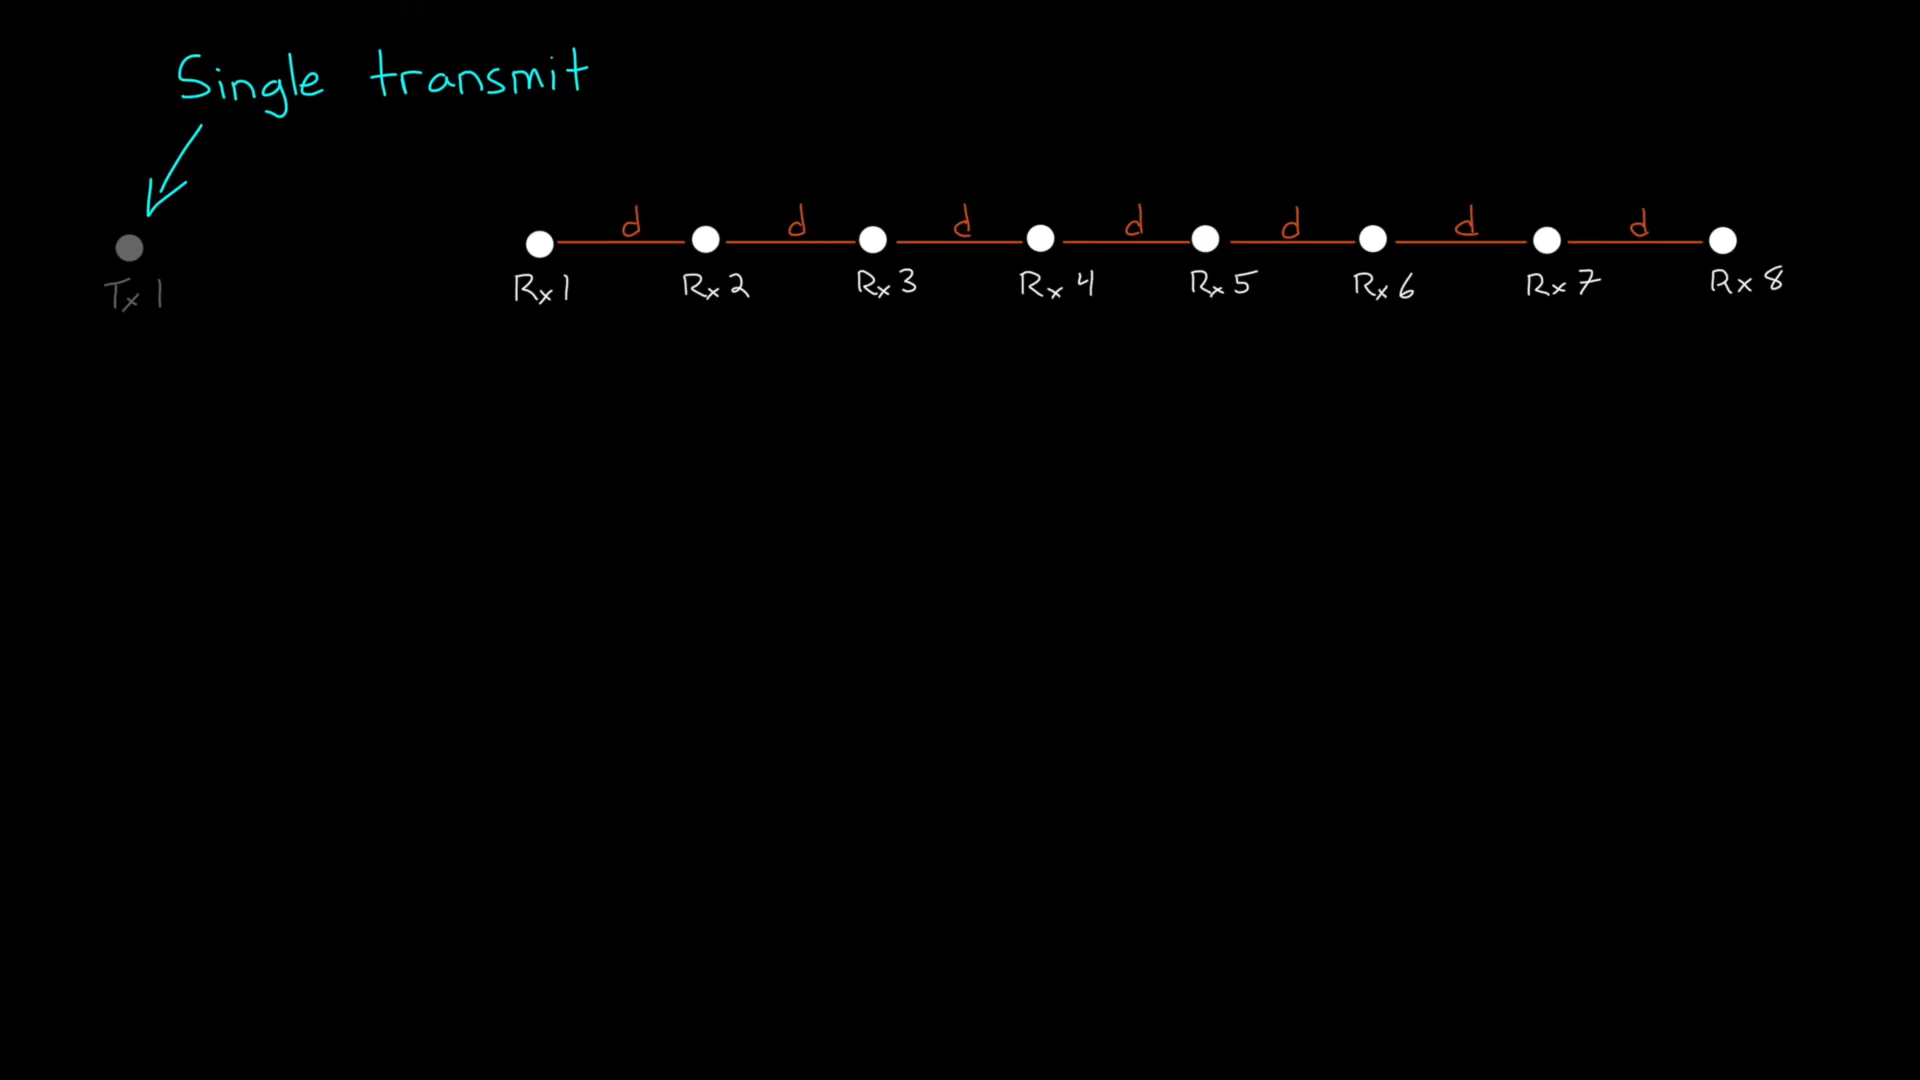 Single transmit
d d d d d d d
Tx 1 Rx 1 Rx 2 Rx 3 Rx 4 Rx 5 Rx 6 Rx 7 Rx 8